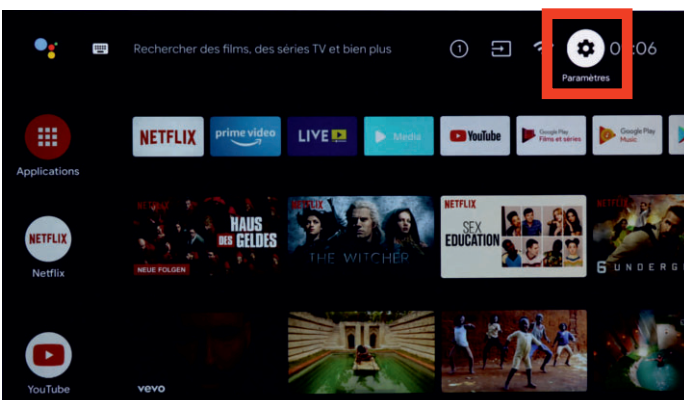 Rechercher des films, des séries TV et bien plus
1
06
Paramètres
Applications
NETFLIX
prime video
LIVE
Media
YouTube
Google Play
Films et séries
Google Play
Music
NETFLIX
Netflix
HAUS
DES GELDES
NEUE FOLGEN
NETFLIX
THE WITCHER
NETFLIX
SEX
EDUCATION
6 UNDERG
YouTube
vevo